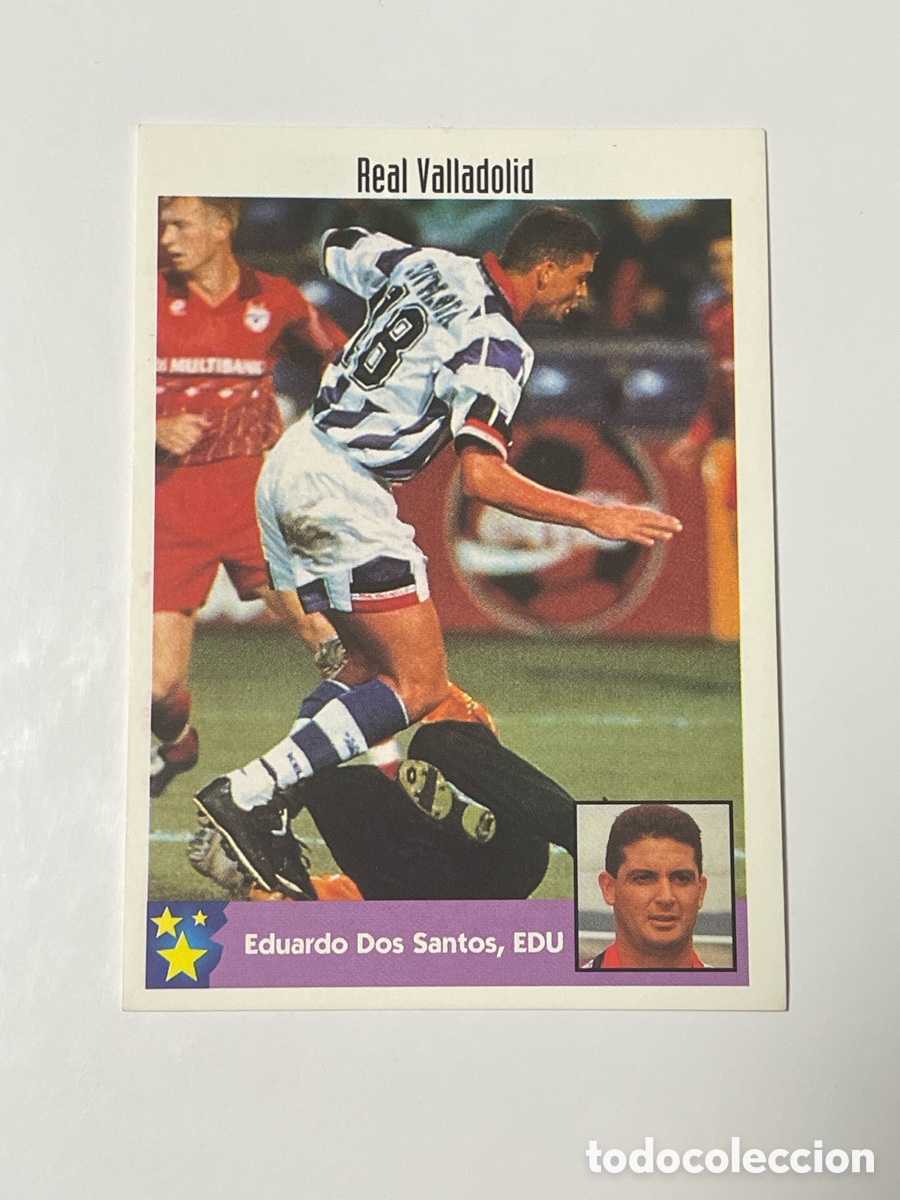 Real Valladolid
18
MULTIBANK
Eduardo Dos Santos, EDU
todocoleccion